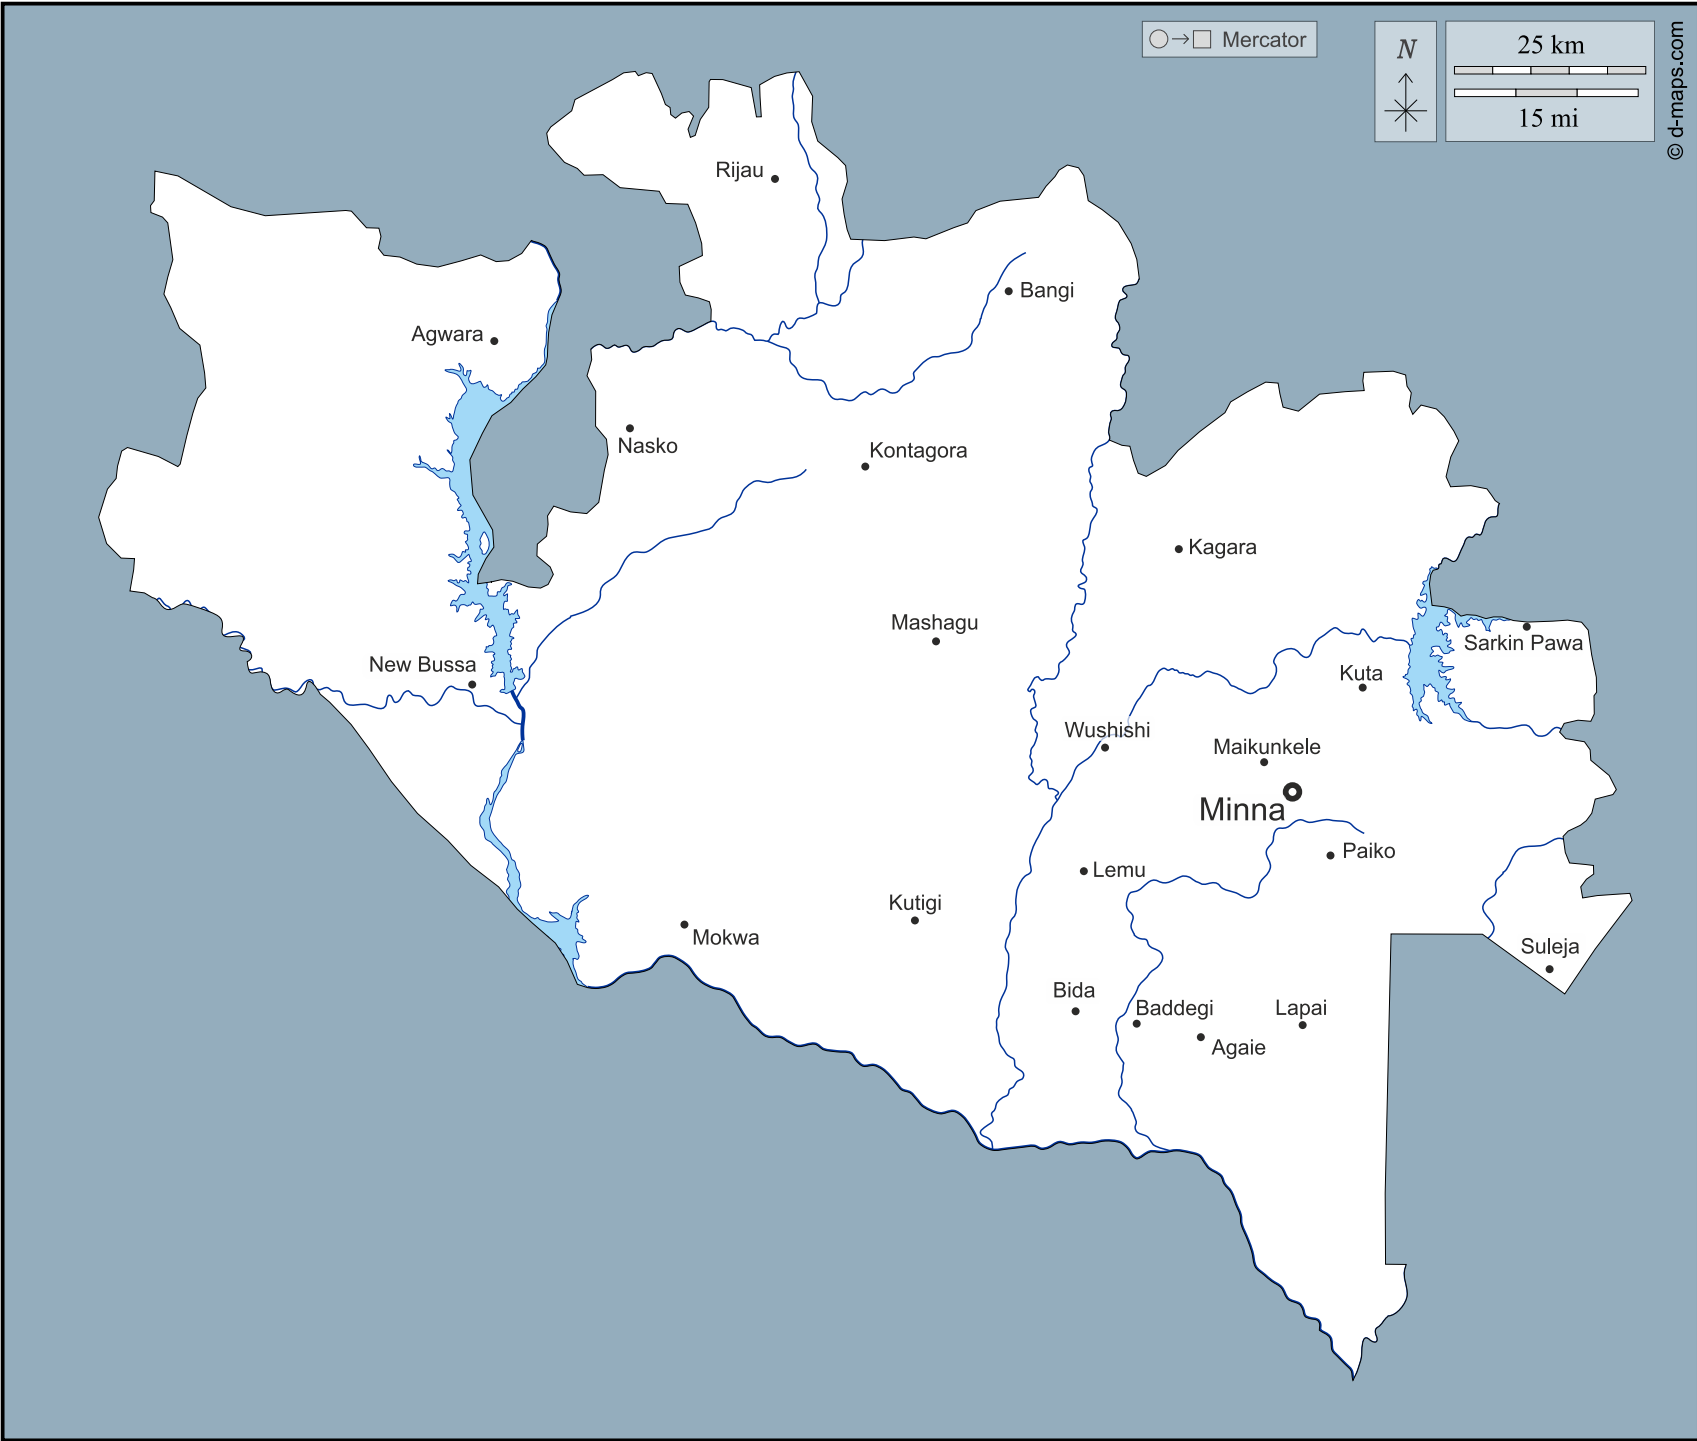 Mercator
N
25 km
15 mi
© d-maps.com
Rijau
Bangi
Agwara
Nasko
Kontagora
Kagara
Mashagu
Sarkin Pawa
New Bussa
Kuta
Wushishi
Maikunkele
Minna
Paiko
Lemu
Kutigi
Mokwa
Suleja
Bida
Baddegi
Lapai
Agaie